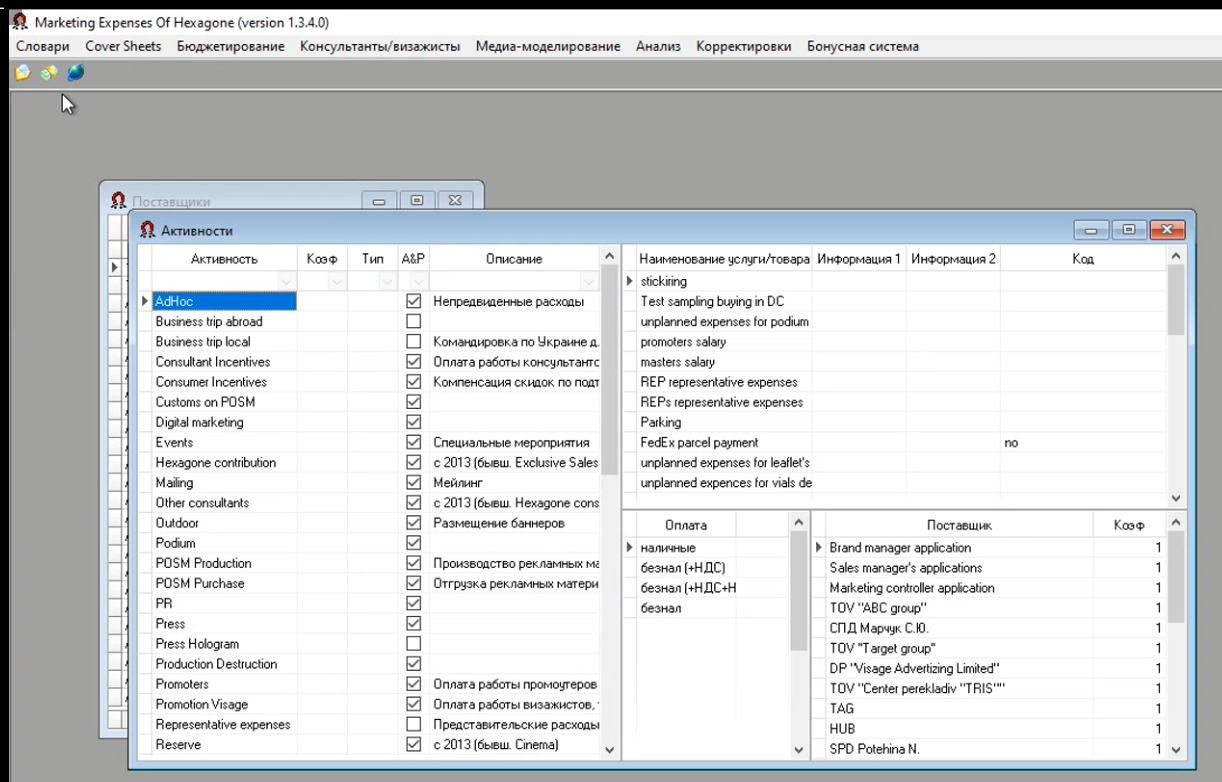 Marketing Expenses Of Hexagone (version 1.3.4.0)
Словари Cover Sheets Бюджетирование Консультанты/визажисты Медиа-моделирование Анализ Корректировки Бонусная система
Поставщики
Активности
Активность Коэф Тип A&P Описание
AdHoc Непредвиденные расходы
Business trip abroad
Business trip local Командировка по Украине д
Consultant Incentives Оплата работы консультантс
Consumer Incentives Компенсация скидок по подт
Customs on POSM
Digital marketing
Events Специальные мероприятия
Hexagone contribution с 2013 (бывш. Exclusive Sales
Mailing Мейлинг
Other consultants с 2013 (бывш. Hexagone cons
Outdoor Размещение баннеров
Podium
POSM Production Производство рекламных ма
POSM Purchase Отгрузка рекламных матери
PR
Press
Press Hologram
Production Destruction
Promoters Оплата работы промоутеров
Promotion Visage Оплата работы визажистов,
Representative expenses Представительские расходы
Reserve с 2013 (бывш. Cinema)
Наименование услуги/товара Информация 1 Информация 2 Код
stickiring
Test sampling buying in DC
unplanned expenses for podium
promoters salary
masters salary
REP representative expenses
REPs representative expenses
Parking
FedEx parcel payment no
unplanned expenses for leaflet's
unplanned expences for vials de
Оплата
наличные
безнал (+НДС)
безнал (+НДС+Н
безнал
Поставщик Коэф
Brand manager application 1
Sales manager's applications 1
Marketing controller application 1
TOV "ABC group" 1
СПД Марчук С.Ю. 1
TOV "Target group" 1
DP "Visage Advertizing Limited" 1
TOV "Center perekladiv "TRIS"" 1
TAG 1
HUB 1
SPD Potehina N. 1